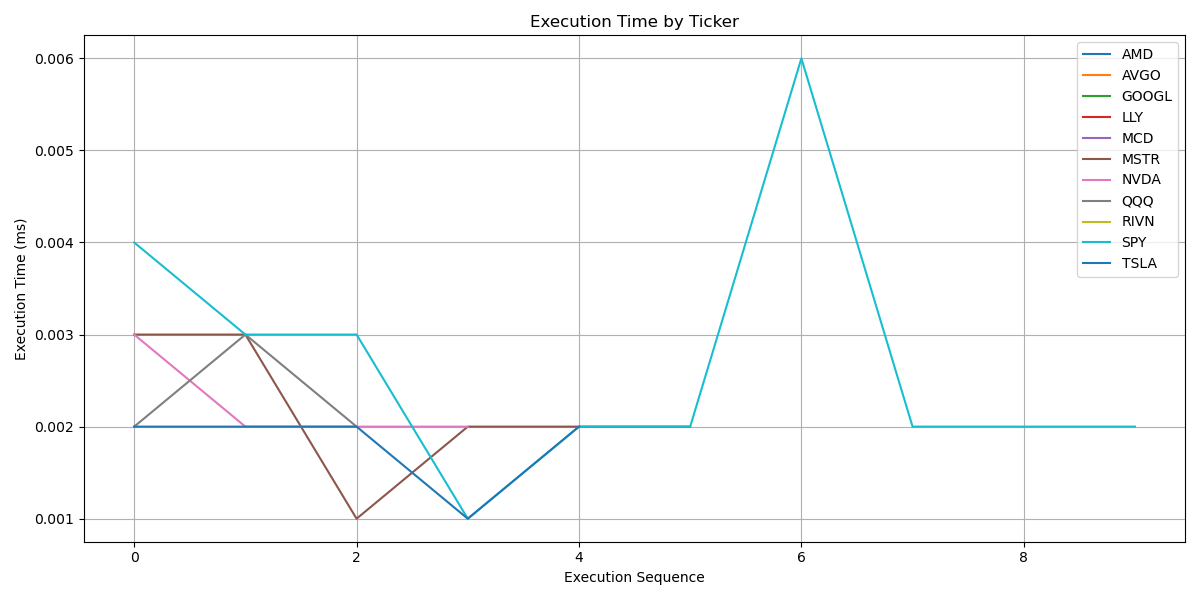 Execution Time by Ticker
Execution Time (ms)
0.006
0.005
0.004
0.003
0.002
0.001
0 2 4 6 8
Execution Sequence
AMD
AVGO
GOOGL
LLY
MCD
MSTR
NVDA
QQQ
RIVN
SPY
TSLA